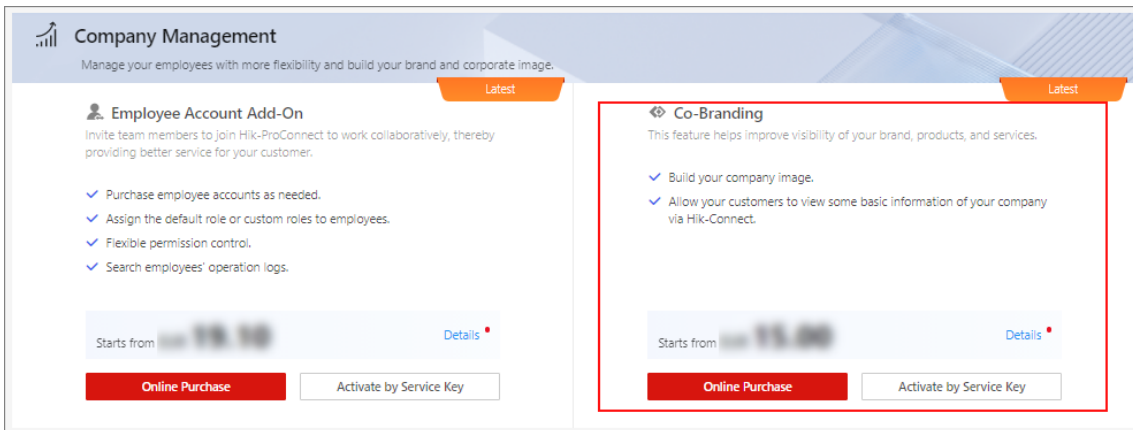 Company Management
Manage your employees with more flexibility and build your brand and corporate image.
Latest
Employee Account Add-On
Invite team members to join Hik-ProConnect to work collaboratively, thereby
providing better service for your customer.
Purchase employee accounts as needed.
Assign the default role or custom roles to employees.
Flexible permission control.
Search employees' operation logs.
Starts from 19.10
Details
Online Purchase
Activate by Service Key
Latest
Co-Branding
This feature helps improve visibility of your brand, products, and services.
Build your company image.
Allow your customers to view some basic information of your company
via Hik-Connect.
Starts from 15.00
Details
Online Purchase
Activate by Service Key